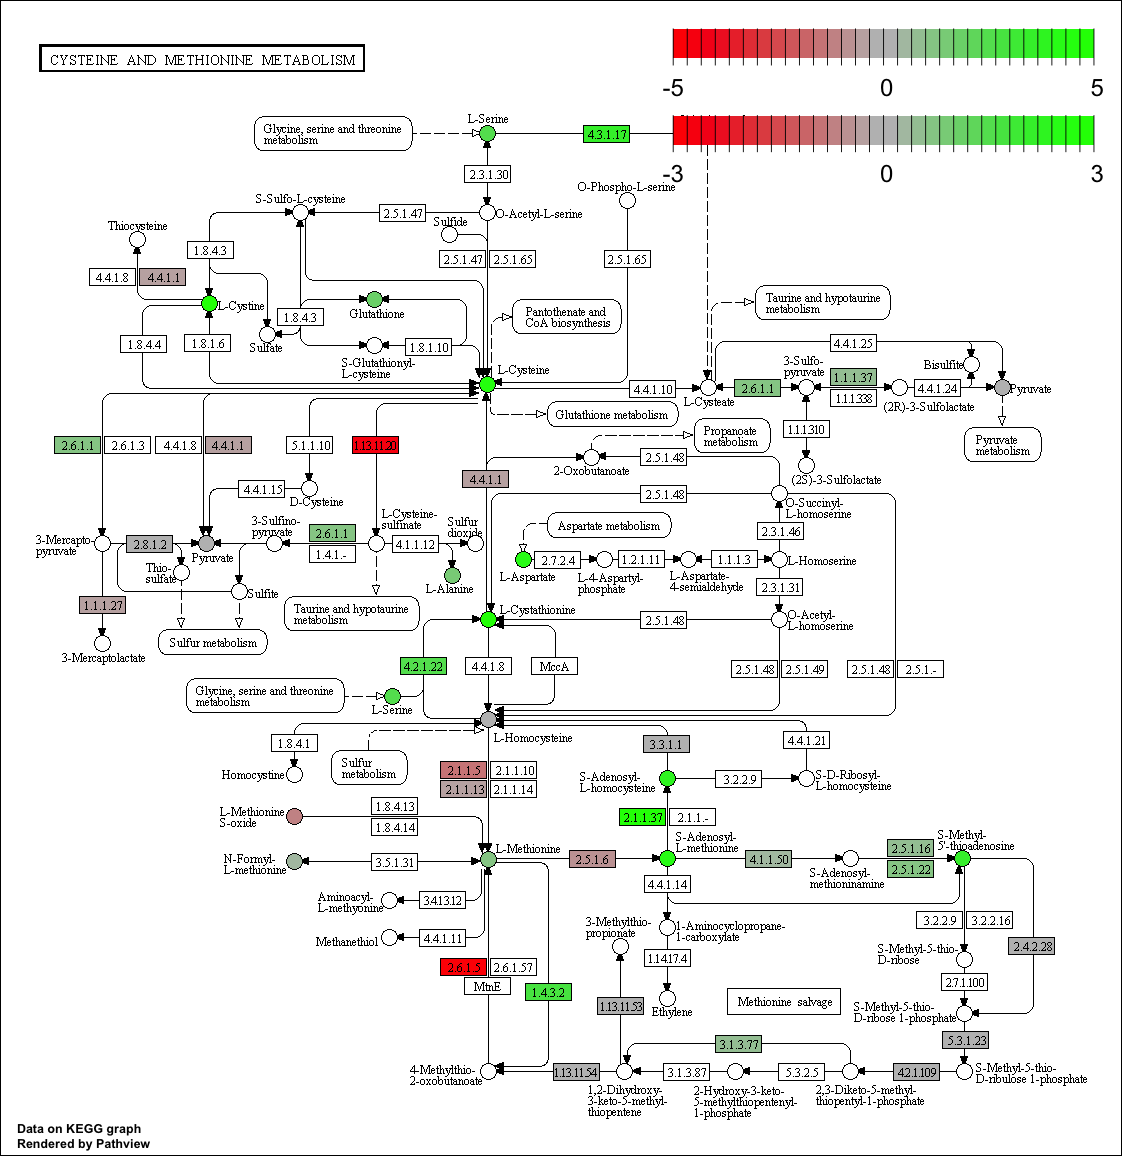 CYSTEINE AND METHIONINE METABOLISM
-5
0
5
-3
0
3
L-Serine
Glycine, serine and threonine
metabolism
4.3.1.17
2.3.1.30
O-Phospho-L-serine
S-Sulfo-L-cysteine
2.5.1.47
O-Acetyl-L-serine
Sulfide
Thiocysteine
1.8.4.3
2.5.1.47
2.5.1.65
2.5.1.65
4.4.1.8
4.4.1.1
L-Cystine
1.8.4.3
Glutathione
Pantothenate and
CoA biosynthesis
Taurine and hypotaurine
metabolism
1.8.4.4
1.8.1.6
Sulfate
1.8.1.10
S-Glutathionyl-
L-cysteine
4.4.1.25
3-Sulfo-
pyruvate
Bisulfite
L-Cysteine
4.4.1.10
L-Cysteate
2.6.1.1
1.1.1.37
1.1.1.338
4.4.1.24
Pyruvate
(2R)-3-Sulfolactate
Glutathione metabolism
Propanoate
metabolism
1.1.1.310
Pyruvate
metabolism
2.6.1.1
2.6.1.3
4.4.1.8
4.4.1.1
5.1.1.10
1.13.11.20
2-Oxobutanoate
2.5.1.48
4.4.1.1
(2S)-3-Sulfolactate
4.4.1.15
D-Cysteine
2.5.1.48
O-Succinyl-
L-homoserine
3-Mercapto-
pyruvate
2.8.1.2
Pyruvate
3-Sulfino-
pyruvate
2.6.1.1
1.4.1.-
L-Cysteine-
sulfinate
4.1.1.12
Sulfur
dioxide
Aspartate metabolism
2.3.1.46
L-Aspartate
2.7.2.4
L-4-Aspartyl-
phosphate
1.2.1.11
L-Aspartate-
4-semialdehyde
1.1.1.3
L-Homoserine
Thio-
sulfate
Sulfite
L-Alanine
2.3.1.31
1.1.1.27
Taurine and hypotaurine
metabolism
L-Cystathionine
2.5.1.48
O-Acetyl-
L-homoserine
3-Mercaptolactate
Sulfur metabolism
4.2.1.22
4.4.1.8
MccA
2.5.1.48
2.5.1.49
2.5.1.48
2.5.1.-
Glycine, serine and threonine
metabolism
L-Serine
L-Homocysteine
1.8.4.1
Sulfur
metabolism
3.3.1.1
4.4.1.21
Homocystine
2.1.1.5
2.1.1.10
2.1.1.13
2.1.1.14
S-Adenosyl-
L-homocysteine
3.2.2.9
S-D-Ribosyl-
L-homocysteine
L-Methionine
S-oxide
1.8.4.13
1.8.4.14
2.1.1.37
2.1.1.-
N-Formyl-
L-methionine
3.5.1.31
L-Methionine
2.5.1.6
S-Adenosyl-
L-methionine
4.1.1.50
S-Adenosyl-
methioninamine
2.5.1.16
2.5.1.22
S-Methyl-
5'-thioadenosine
Aminoacyl-
L-methyonine
3.4.13.12
4.4.1.14
Methanethiol
4.4.1.11
3-Methylthio-
propionate
1-Aminocyclopropane-
1-carboxylate
3.2.2.9
3.2.2.16
S-Methyl-5-thio-
D-ribose
2.4.2.28
2.6.1.5
2.6.1.57
MtnE
1.4.3.2
1.14.17.4
2.7.1.100
1.13.11.53
Ethylene
Methionine salvage
S-Methyl-5-thio-
D-ribose 1-phosphate
3.1.3.77
5.3.1.23
4-Methylthio-
2-oxobutanoate
1.13.11.54
1,2-Dihydroxy-
3-keto-5-methyl-
thiopentene
3.1.3.87
2-Hydroxy-3-keto-
5-methylthiopentenyl-
1-phosphate
5.3.2.5
2,3-Diketo-5-methyl-
thiopentyl-1-phosphate
4.2.1.109
S-Methyl-5-thio-
D-ribulose 1-phosphate
Data on KEGG graph
Rendered by Pathview